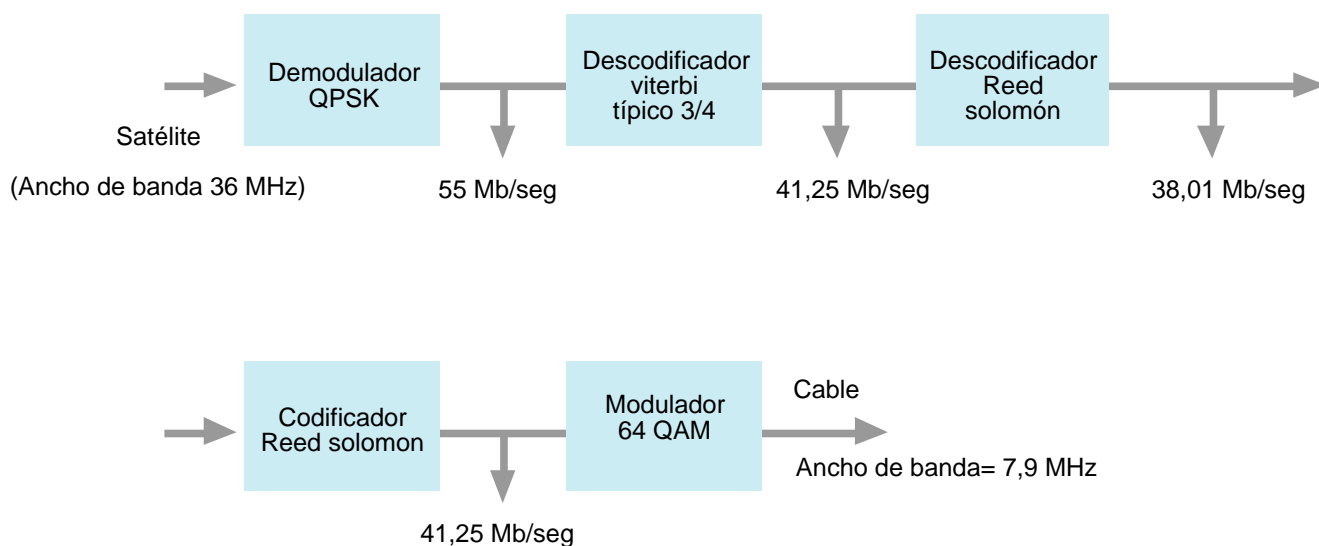 Demodulador
QPSK
Descodificador
viterbi
típico 3/4
Descodificador
Reed
solomón
Satélite
(Ancho de banda 36 MHz)
55 Mb/seg
41,25 Mb/seg
38,01 Mb/seg
Codificador
Reed solomon
Modulador
64 QAM
Cable
Ancho de banda= 7,9 MHz
41,25 Mb/seg